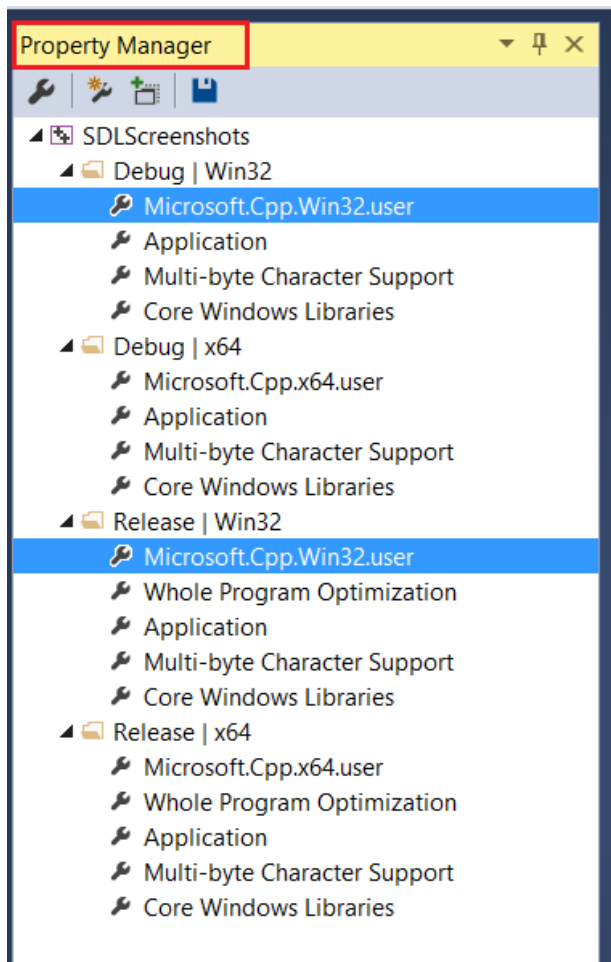 Property Manager
SDLScreenshots
Debug | Win32
Microsoft.Cpp.Win32.user
Application
Multi-byte Character Support
Core Windows Libraries
Debug | x64
Microsoft.Cpp.x64.user
Application
Multi-byte Character Support
Core Windows Libraries
Release | Win32
Microsoft.Cpp.Win32.user
Whole Program Optimization
Application
Multi-byte Character Support
Core Windows Libraries
Release | x64
Microsoft.Cpp.x64.user
Whole Program Optimization
Application
Multi-byte Character Support
Core Windows Libraries